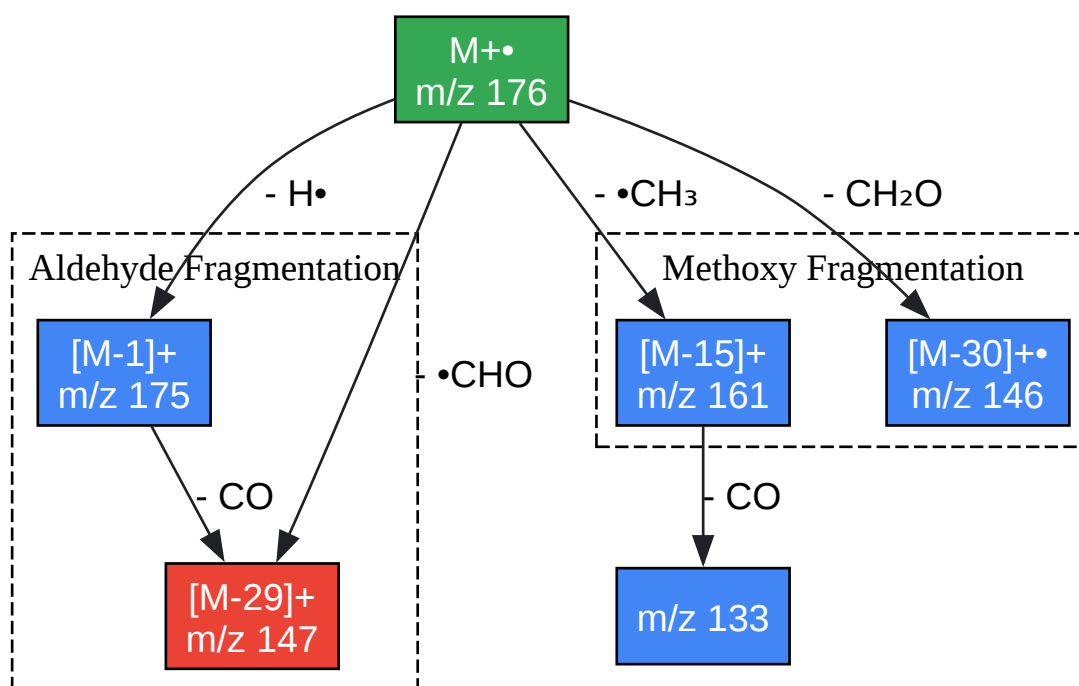 M+•
m/z 176
- H•
- •CH₃
- CH₂O
Aldehyde Fragmentation
Methoxy Fragmentation
[M-1]+
m/z 175
- •CHO
[M-15]+
m/z 161
[M-30]+•
m/z 146
- CO
- CO
[M-29]+
m/z 147
m/z 133